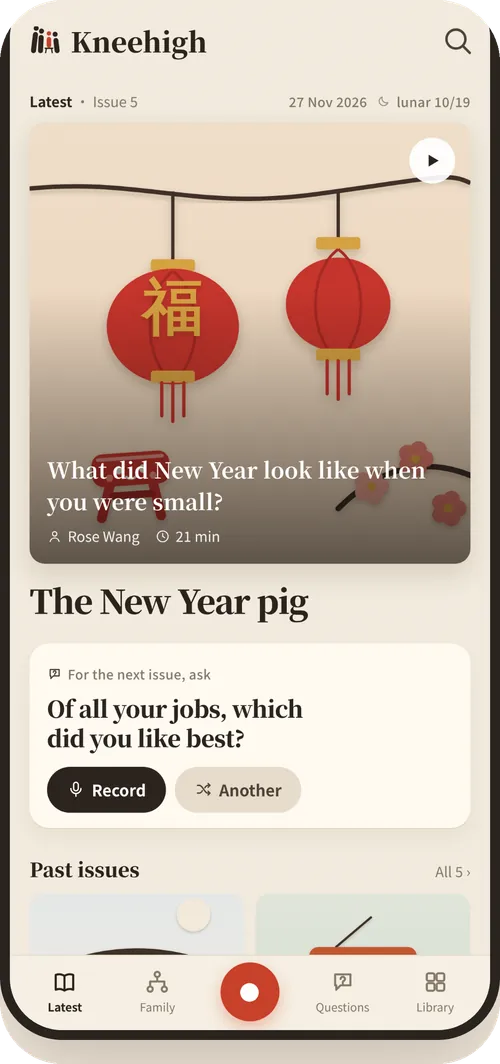 Kneehigh
Latest • Issue 5
27 Nov 2026 lunar 10/19
福
What did New Year look like when
you were small?
Rose Wang 21 min
The New Year pig
For the next issue, ask
Of all your jobs, which
did you like best?
Record Another
Past issues
All 5 ›
Latest Family Questions Library